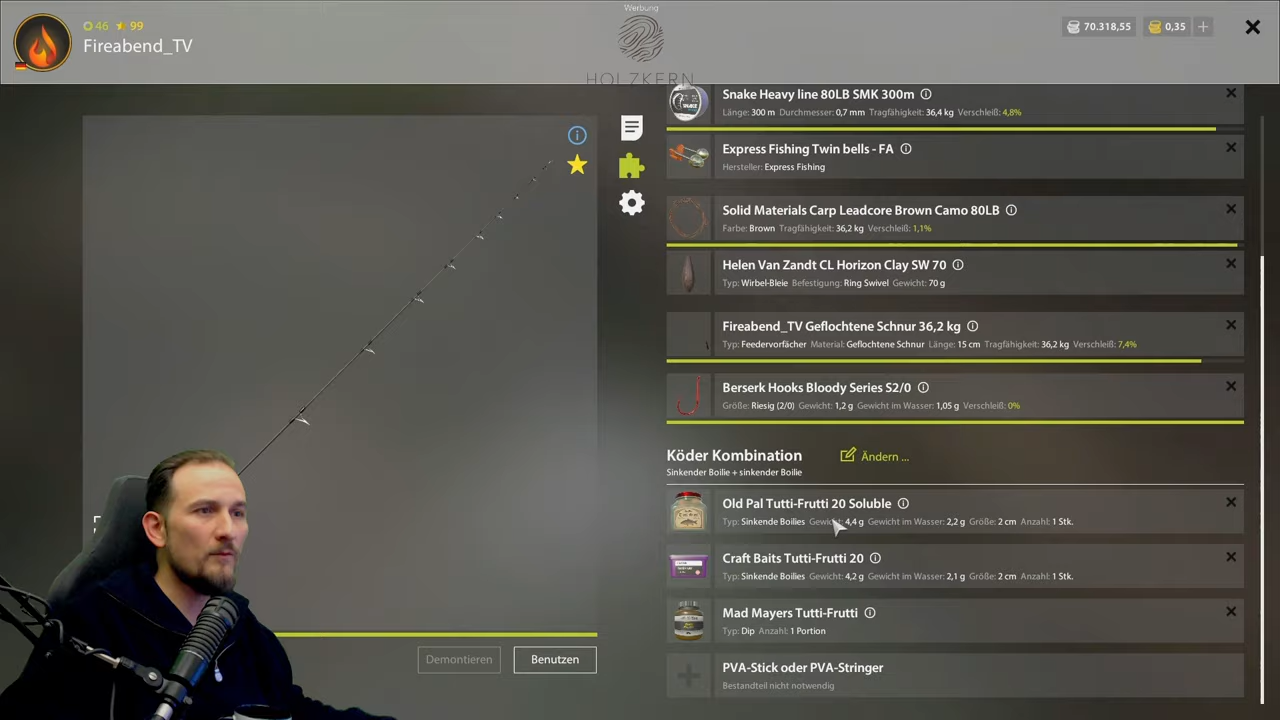 Werbung
46 99
Fireabend_TV
HOLZKERN
70.318,55
0,35
Snake Heavy line 80LB SMK 300m
Länge: 300 m Durchmesser: 0,7 mm Tragfähigkeit: 36,4 kg Verschleiß: 4,8%
Express Fishing Twin bells - FA
Hersteller: Express Fishing
Solid Materials Carp Leadcore Brown Camo 80LB
Farbe: Brown Tragfähigkeit: 36,2 kg Verschleiß: 1,1%
Helen Van Zandt CL Horizon Clay SW 70
Typ: Wirbel-Bleie Befestigung: Ring Swivel Gewicht: 70 g
Fireabend_TV Geflochtene Schnur 36,2 kg
Typ: Feedervorfächer Material: Geflochtene Schnur Länge: 15 cm Tragfähigkeit: 36,2 kg Verschleiß: 7,4%
Berserk Hooks Bloody Series S2/0
Größe: Riesig (2/0) Gewicht: 1,2 g Gewicht im Wasser: 1,05 g Verschleiß: 0%
Köder Kombination
Ändern ...
Sinkender Boilie + sinkender Boilie
Old Pal Tutti-Frutti 20 Soluble
Typ: Sinkende Boilies Gewicht: 4,4 g Gewicht im Wasser: 2,2 g Größe: 2 cm Anzahl: 1 Stk.
Craft Baits Tutti-Frutti 20
Typ: Sinkende Boilies Gewicht: 4,2 g Gewicht im Wasser: 2,1 g Größe: 2 cm Anzahl: 1 Stk.
Mad Mayers Tutti-Frutti
Typ: Dip Anzahl: 1 Portion
PVA-Stick oder PVA-Stringer
Bestandteil nicht notwendig
Demontieren
Benutzen